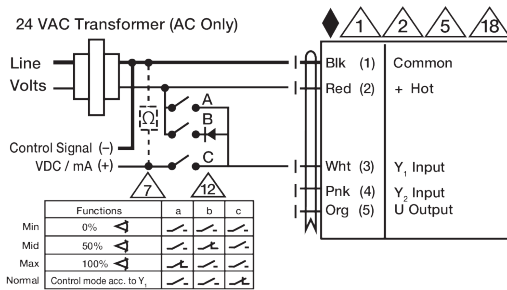 24 VAC Transformer (AC Only)
1 2 5 18
Line
Volts
Blk (1) Common
Red (2) + Hot
A
B
Ω
Control Signal (–)
VDC / mA (+)
C
Wht (3) Y₁ Input
Pnk (4) Y₂ Input
Org (5) U Output
7 12
Functions a b c
Min 0%
Mid 50%
Max 100%
Normal Control mode acc. to Y₁